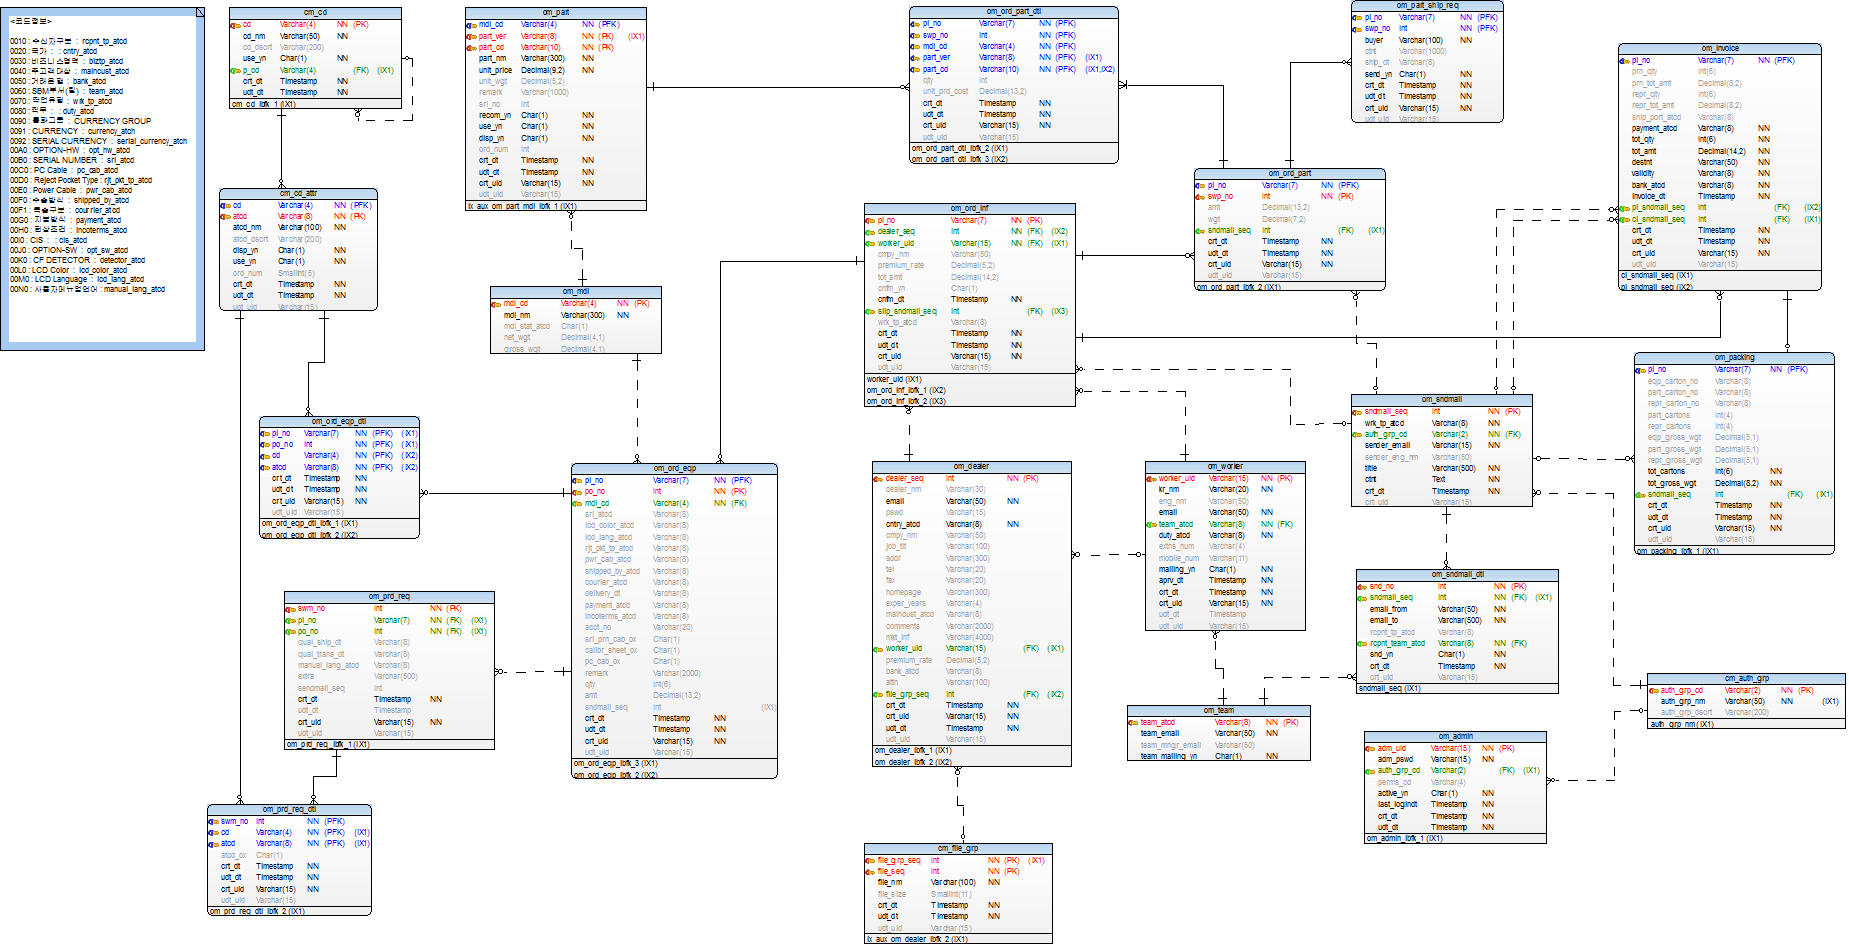 <코드정보>
0010 : 수신자구분 : rcpnt_tp_atcd
0020 : 국가 : : cntry_atcd
0030 : 비즈니스영역 : biztp_atcd
0040 : 주고객대상 : maincust_atcd
0050 : 거래은행 : bank_atcd
0060 : SBM부서(팀) : team_atcd
0070 : 작업유형 : wrk_tp_atcd
0080 : 직무 : : duty_atcd
0090 : 통화그룹 : CURRENCY GROUP
0091 : CURRENCY : currency_atch
0092 : SERIAL CURRENCY : serial_currency_atch
00A0 : OPTION-HW : opt_hw_atcd
00B0 : SERIAL NUMBER : srl_atcd
00C0 : PC Cable : pc_cab_atcd
00D0 : Reject Pocket Type : rjt_pkt_tp_atcd
00E0 : Power Cable : pwr_cab_atcd
00F0 : 수출방식 : shipped_by_atcd
00F1 : 특송구분 : courrier_atcd
00G0 : 지불방식 : payment_atcd
00H0 : 협상조건 : incoterms_atcd
00I0 : CIS : : cis_atcd
00J0 : OPTION-SW : opt_sw_atcd
00K0 : CF DETECTOR : detector_atcd
00L0 : LCD Color : lcd_color_atcd
00M0 : LCD Language : lcd_lang_atcd
00N0 : 사용자메뉴얼언어 : manual_lang_atcd
cm_cd
cd Varchar(4) NN (PK)
cd_nm Varchar(50) NN
cd_dscrt Varchar(200)
use_yn Char(1) NN
p_cd Varchar(4) (FK) (IX1)
crt_dt Timestamp NN
udt_dt Timestamp NN
cm_cd_ibfk_1 (IX1)
cm_cd_attr
cd Varchar(4) NN (PFK)
atcd Varchar(8) NN (PK)
atcd_nm Varchar(100) NN
atcd_dscrt Varchar(200)
disp_yn Char(1) NN
use_yn Char(1) NN
ord_num Smallint(5)
crt_dt Timestamp NN
udt_dt Timestamp NN
crt_uid Varchar(15)
om_part
mdl_cd Varchar(4) NN (PFK)
part_ver Varchar(8) NN (PK) (IX1)
part_cd Varchar(10) NN (PK)
part_nm Varchar(300) NN
unit_price Decimal(9,2) NN
unit_wgt Decimal(5,2)
remark Varchar(1000)
srl_no Int
recom_yn Char(1) NN
use_yn Char(1) NN
disp_yn Char(1) NN
ord_num Int
crt_dt Timestamp NN
udt_dt Timestamp NN
crt_uid Varchar(15) NN
udt_uid Varchar(15)
ix_aux_om_part_mdl_ibfk_1 (IX1)
om_mdl
mdl_cd Varchar(4) NN (PK)
mdl_nm Varchar(300) NN
mdl_stat_atcd Char(1)
net_wgt Decimal(4,1)
gross_wgt Decimal(4,1)
om_ord_part_dtl
pi_no Varchar(7) NN (PFK)
swp_no Int NN (PFK)
mdl_cd Varchar(4) NN (PFK)
part_ver Varchar(8) NN (PFK) (IX1)
part_cd Varchar(10) NN (PFK) (IX1,IX2)
qty Int
unit_prd_cost Decimal(13,2)
crt_dt Timestamp NN
udt_dt Timestamp NN
crt_uid Varchar(15) NN
udt_uid Varchar(15)
om_ord_part_dtl_ibfk_2 (IX1)
om_ord_part_dtl_ibfk_3 (IX2)
om_part_ship_req
pi_no Varchar(7) NN (PFK)
swp_no Int NN (PFK)
buyer Varchar(100) NN
ctnt Varchar(1000)
ship_dt Varchar(8)
send_yn Char(1) NN
crt_dt Timestamp NN
udt_dt Timestamp NN
crt_uid Varchar(15) NN
udt_uid Varchar(15)
om_invoice
pi_no Varchar(7) NN (PFK)
prn_qty Int(6)
prn_tot_amt Decimal(8,2)
repr_qty Int(6)
repr_tot_amt Decimal(8,2)
ship_port_atcd Varchar(8)
payment_atcd Varchar(8) NN
tot_qty Int(6) NN
tot_amt Decimal(14,2) NN
destnt Varchar(50) NN
validity Varchar(8) NN
bank_atcd Varchar(8) NN
invoice_dt Timestamp NN
pi_sndmail_seq Int (FK) (IX2)
ci_sndmail_seq Int (FK) (IX1)
crt_dt Timestamp NN
udt_dt Timestamp NN
crt_uid Varchar(15) NN
udt_uid Varchar(15)
ci_sndmail_seq (IX1)
pi_sndmail_seq (IX2)
om_ord_part
pi_no Varchar(7) NN (PFK)
swp_no Int NN (PK)
amt Decimal(13,2)
wgt Decimal(7,2)
sndmail_seq Int (FK) (IX1)
crt_dt Timestamp NN
udt_dt Timestamp NN
crt_uid Varchar(15) NN
udt_uid Varchar(15)
om_ord_part_ibfk_2 (IX1)
om_ord_inf
pi_no Varchar(7) NN (PK)
dealer_seq Int NN (FK) (IX2)
worker_uid Varchar(15) NN (FK) (IX1)
cmpy_nm Varchar(50)
premium_rate Decimal(5,2)
tot_amt Decimal(14,2)
cnfm_yn Char(1)
cnfm_dt Timestamp NN
slip_sndmail_seq Int (FK) (IX3)
wrk_tp_atcd Varchar(8)
crt_dt Timestamp NN
udt_dt Timestamp NN
crt_uid Varchar(15) NN
udt_uid Varchar(15)
worker_uid (IX1)
om_ord_inf_ibfk_1 (IX2)
om_ord_inf_ibfk_2 (IX3)
om_packing
pi_no Varchar(7) NN (PFK)
eqp_carton_no Varchar(8)
part_carton_no Varchar(8)
repr_carton_no Varchar(8)
part_cartons Int(4)
repr_cartons Int(4)
eqp_gross_wgt Decimal(5,1)
part_gross_wgt Decimal(5,1)
repr_gross_wgt Decimal(5,1)
tot_cartons Int(6) NN
tot_gross_wgt Decimal(8,2) NN
sndmail_seq Int (FK) (IX1)
crt_dt Timestamp NN
udt_dt Timestamp NN
crt_uid Varchar(15) NN
udt_uid Varchar(15)
om_packing_ibfk_1 (IX1)
om_sndmail
sndmail_seq Int NN (PK)
wrk_tp_atcd Varchar(8) NN
auth_grp_cd Varchar(2) NN (FK)
sender_email Varchar(15) NN
sender_eng_nm Varchar(50)
title Varchar(500) NN
ctnt Text NN
crt_dt Timestamp NN
crt_uid Varchar(15)
om_ord_eqp_dtl
pi_no Varchar(7) NN (PFK) (IX1)
po_no Int NN (PFK) (IX1)
cd Varchar(4) NN (PFK) (IX2)
atcd Varchar(8) NN (PFK) (IX2)
crt_dt Timestamp NN
udt_dt Timestamp NN
crt_uid Varchar(15) NN
udt_uid Varchar(15)
om_ord_eqp_dtl_ibfk_1 (IX1)
om_ord_eqp_dtl_ibfk_2 (IX2)
om_ord_eqp
pi_no Varchar(7) NN (PFK)
po_no Int NN (PK)
mdl_cd Varchar(4) NN (FK)
srl_atcd Varchar(8)
lcd_color_atcd Varchar(8)
lcd_lang_atcd Varchar(8)
rjt_pkt_tp_atcd Varchar(8)
pwr_cab_atcd Varchar(8)
shipped_by_atcd Varchar(8)
courier_atcd Varchar(8)
delivery_dt Varchar(8)
payment_atcd Varchar(8)
incoterms_atcd Varchar(8)
acct_no Varchar(20)
srl_prn_cab_ox Char(1)
calibr_sheet_ox Char(1)
pc_cab_ox Char(1)
remark Varchar(2000)
qty Int(6)
amt Decimal(13,2)
sndmail_seq Int (IX1)
crt_dt Timestamp NN
udt_dt Timestamp NN
crt_uid Varchar(15) NN
udt_uid Varchar(15)
om_ord_eqp_ibfk_3 (IX1)
om_ord_eqp_ibfk_2 (IX2)
om_dealer
dealer_seq Int NN (PK)
dealer_nm Varchar(30)
email Varchar(50) NN
pswd Varchar(15)
cntry_atcd Varchar(8) NN
cmpy_nm Varchar(50)
job_titl Varchar(100)
addr Varchar(300)
tel Varchar(20)
fax Varchar(20)
homepage Varchar(300)
exper_years Varchar(4)
maincust_atcd Varchar(8)
comments Varchar(2000)
mkt_inf Varchar(4000)
worker_uid Varchar(15) (FK) (IX1)
premium_rate Decimal(5,2)
bank_atcd Varchar(8)
attn Varchar(100)
file_grp_seq Int (FK) (IX2)
crt_dt Timestamp NN
crt_uid Varchar(15) NN
udt_dt Timestamp NN
udt_uid Varchar(15)
om_dealer_ibfk_1 (IX1)
om_dealer_ibfk_2 (IX2)
om_worker
worker_uid Varchar(15) NN (PK)
kr_nm Varchar(20) NN
eng_nm Varchar(50)
email Varchar(50) NN
team_atcd Varchar(8) NN (FK)
duty_atcd Varchar(8) NN
extns_num Varchar(4)
mobile_num Varchar(11)
mailing_yn Char(1) NN
aprv_dt Timestamp NN
crt_dt Timestamp NN
crt_uid Varchar(15) NN
udt_dt Timestamp
udt_uid Varchar(15)
om_sndmail_dtl
snd_no Int NN (PK)
sndmail_seq Int NN (FK) (IX1)
email_from Varchar(50) NN
email_to Varchar(500) NN
rcpnt_tp_atcd Varchar(8)
rcpnt_team_atcd Varchar(8) NN (FK)
snd_yn Char(1) NN
crt_dt Timestamp NN
sndmail_seq (IX1)
om_prd_req
swm_no Int NN (PK)
pi_no Varchar(7) NN (FK) (IX1)
po_no Int NN (FK) (IX1)
qual_ship_dt Varchar(8)
qual_trans_dt Varchar(8)
manual_lang_atcd Varchar(8)
extra Varchar(500)
sendmail_seq Int
crt_dt Timestamp NN
udt_dt Timestamp
crt_uid Varchar(15) NN
udt_uid Varchar(15)
om_prd_req_ibfk_1 (IX1)
cm_auth_grp
auth_grp_cd Varchar(2) NN (PK)
auth_grp_nm Varchar(50) NN (IX1)
auth_grp_dscrt Varchar(200)
auth_grp_nm (IX1)
om_team
team_atcd Varchar(8) NN (PK)
team_email Varchar(50) NN
team_mngr_email Varchar(50)
team_mailing_yn Char(1) NN
om_admin
adm_uid Varchar(15) NN (PK)
adm_pswd Varchar(15) NN
auth_grp_cd Varchar(2) (FK) (IX1)
perms_cd Varchar(4)
active_yn Char(1) NN
last_logindt Timestamp NN
crt_dt Timestamp NN
udt_dt Timestamp NN
om_admin_ibfk_1 (IX1)
om_prd_req_dtl
swm_no Int NN (PFK)
cd Varchar(4) NN (PFK) (IX1)
atcd Varchar(8) NN (PFK) (IX1)
atcd_ox Char(1)
crt_dt Timestamp NN
udt_dt Timestamp NN
crt_uid Varchar(15) NN
udt_uid Varchar(15)
om_prd_req_dtl_ibfk_2 (IX1)
cm_file_grp
file_grp_seq Int NN (PK) (IX1)
file_seq Int NN (PK)
file_nm Varchar(100) NN
file_size Smallint(11)
crt_dt Timestamp NN
udt_dt Timestamp NN
udt_uid Varchar(15)
ix_aux_om_dealer_ibfk_2 (IX1)